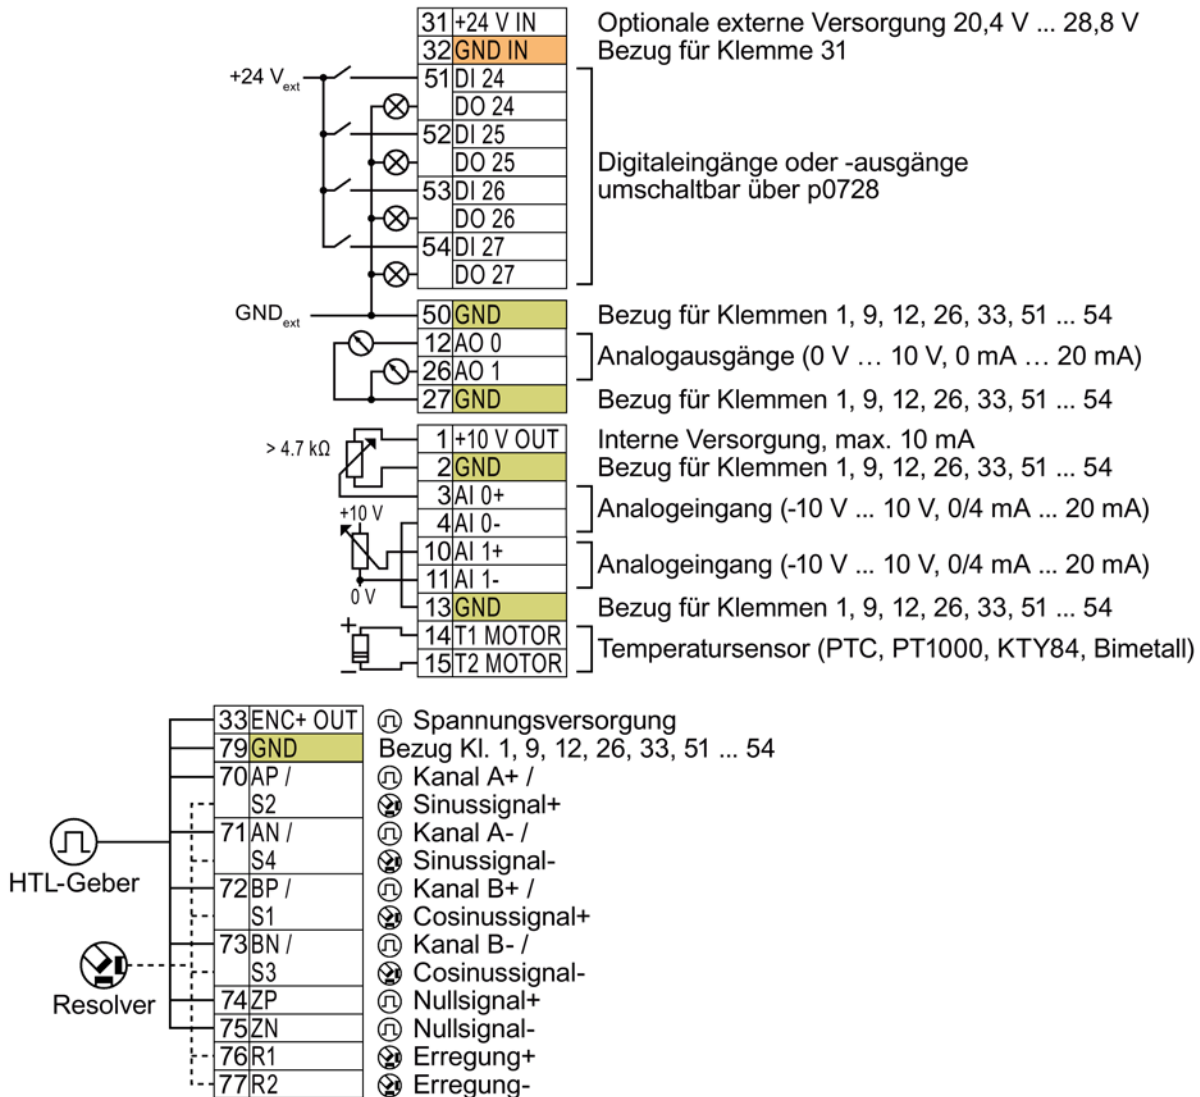 31 +24 V IN Optionale externe Versorgung 20,4 V ... 28,8 V
32 GND IN Bezug für Klemme 31
+24 Vext 51 DI 24
DO 24
52 DI 25
DO 25
Digitaleingänge oder -ausgänge
umschaltbar über p0728
53 DI 26
DO 26
54 DI 27
DO 27
GNDext 50 GND Bezug für Klemmen 1, 9, 12, 26, 33, 51 ... 54
12 AO 0
Analogausgänge (0 V ... 10 V, 0 mA ... 20 mA)
26 AO 1
27 GND Bezug für Klemmen 1, 9, 12, 26, 33, 51 ... 54
> 4.7 kΩ 1 +10 V OUT Interne Versorgung, max. 10 mA
2 GND Bezug für Klemmen 1, 9, 12, 26, 33, 51 ... 54
3 AI 0+
Analogeingang (-10 V ... 10 V, 0/4 mA ... 20 mA)
+10 V 4 AI 0-
10 AI 1+
Analogeingang (-10 V ... 10 V, 0/4 mA ... 20 mA)
11 AI 1-
0 V 13 GND Bezug für Klemmen 1, 9, 12, 26, 33, 51 ... 54
+ 14 T1 MOTOR
Temperatursensor (PTC, PT1000, KTY84, Bimetall)
– 15 T2 MOTOR
33 ENC+ OUT Spannungsversorgung
79 GND Bezug Kl. 1, 9, 12, 26, 33, 51 ... 54
70 AP / Kanal A+ /
S2 Sinussignal+
71 AN / Kanal A- /
S4 Sinussignal-
HTL-Geber
72 BP / Kanal B+ /
S1 Cosinussignal+
73 BN / Kanal B- /
S3 Cosinussignal-
Resolver
74 ZP Nullsignal+
75 ZN Nullsignal-
76 R1 Erregung+
77 R2 Erregung-